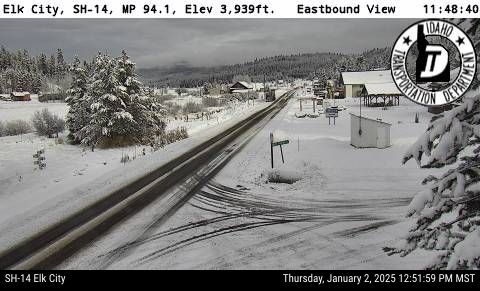 Elk City, SH-14, MP 94.1, Elev 3,939ft.   Eastbound View   11:48:40
IDAHO
TRANSPORTATION DEPARTMENT
SH-14 Elk City   Thursday, January 2, 2025 12:51:59 PM MST